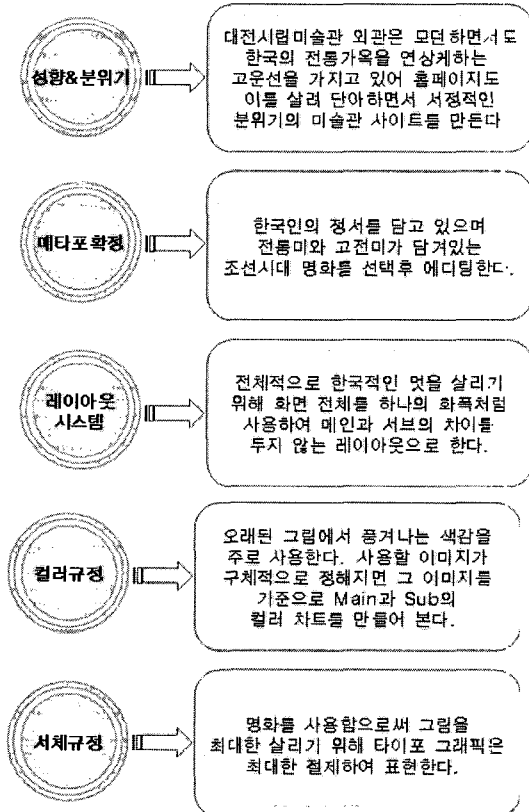 성향&분위기
대전시립미술관 외관은 모던하면서도
한국의 전통가옥을 연상케하는
고운선을 가지고 있어 홈페이지도
이를 살려 단아하면서 서정적인
분위기의 미술관 사이트를 만든다
메타포확정
한국인의 정서를 담고 있으며
전통미와 고전미가 담겨있는
조선시대 명화를 선택후 에디팅한다.
레이아웃
시스템
전체적으로 한국적인 멋을 살리기
위해 화면 전체를 하나의 화폭처럼
사용하여 메인과 서브의 차이를
두지 않는 레이아웃으로 한다.
컬러규정
오래된 그림에서 풍겨나는 색감을
주로 사용한다. 사용할 이미지가
구체적으로 정해지면 그 이미지를
기준으로 Main과 Sub의
컬러 차트를 만들어 본다.
서체규정
명화를 사용함으로써 그림을
최대한 살리기 위해 타이포 그래픽은
최대한 절제하여 표현한다.